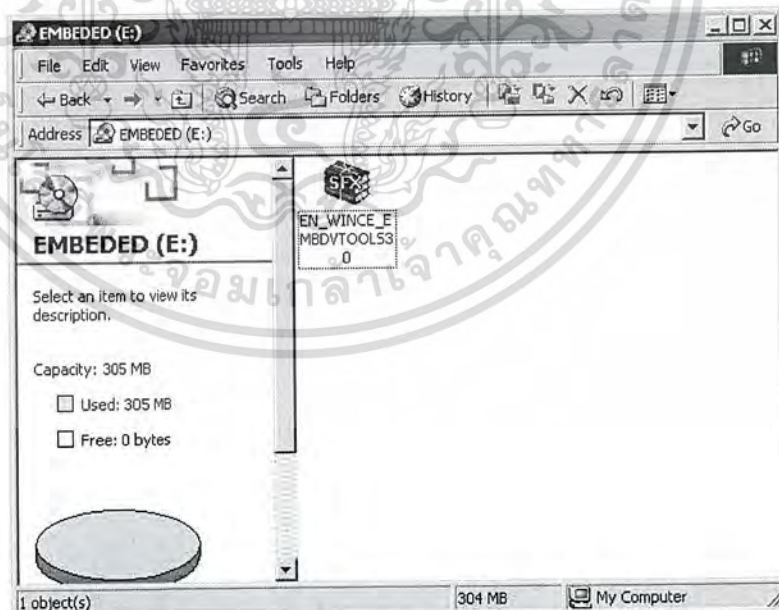 EMBEDED (E:)
File Edit View Favorites Tools Help
Back Search Folders History
Address EMBEDED (E:) Go
EMBEDED (E:)
Select an item to view its
description.
Capacity: 305 MB
Used: 305 MB
Free: 0 bytes
SFX
EN_WINCE_E
MBDVTOOLS3
0
1 object(s) 304 MB My Computer